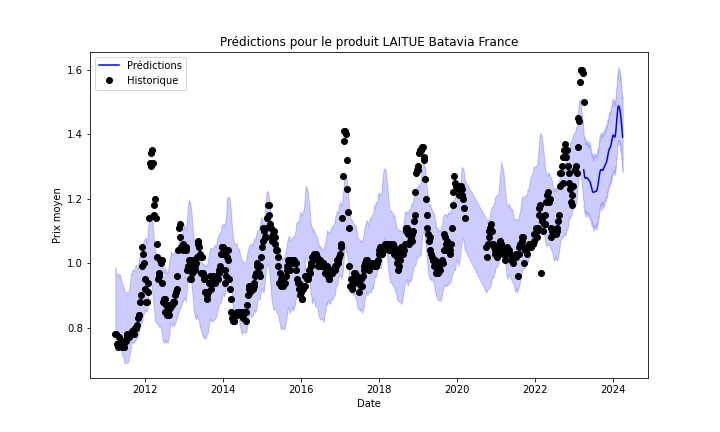 Prédictions pour le produit LAITUE Batavia France
Prédictions
Historique
1.6
1.4
1.2
1.0
0.8
Prix moyen
2012 2014 2016 2018 2020 2022 2024
Date